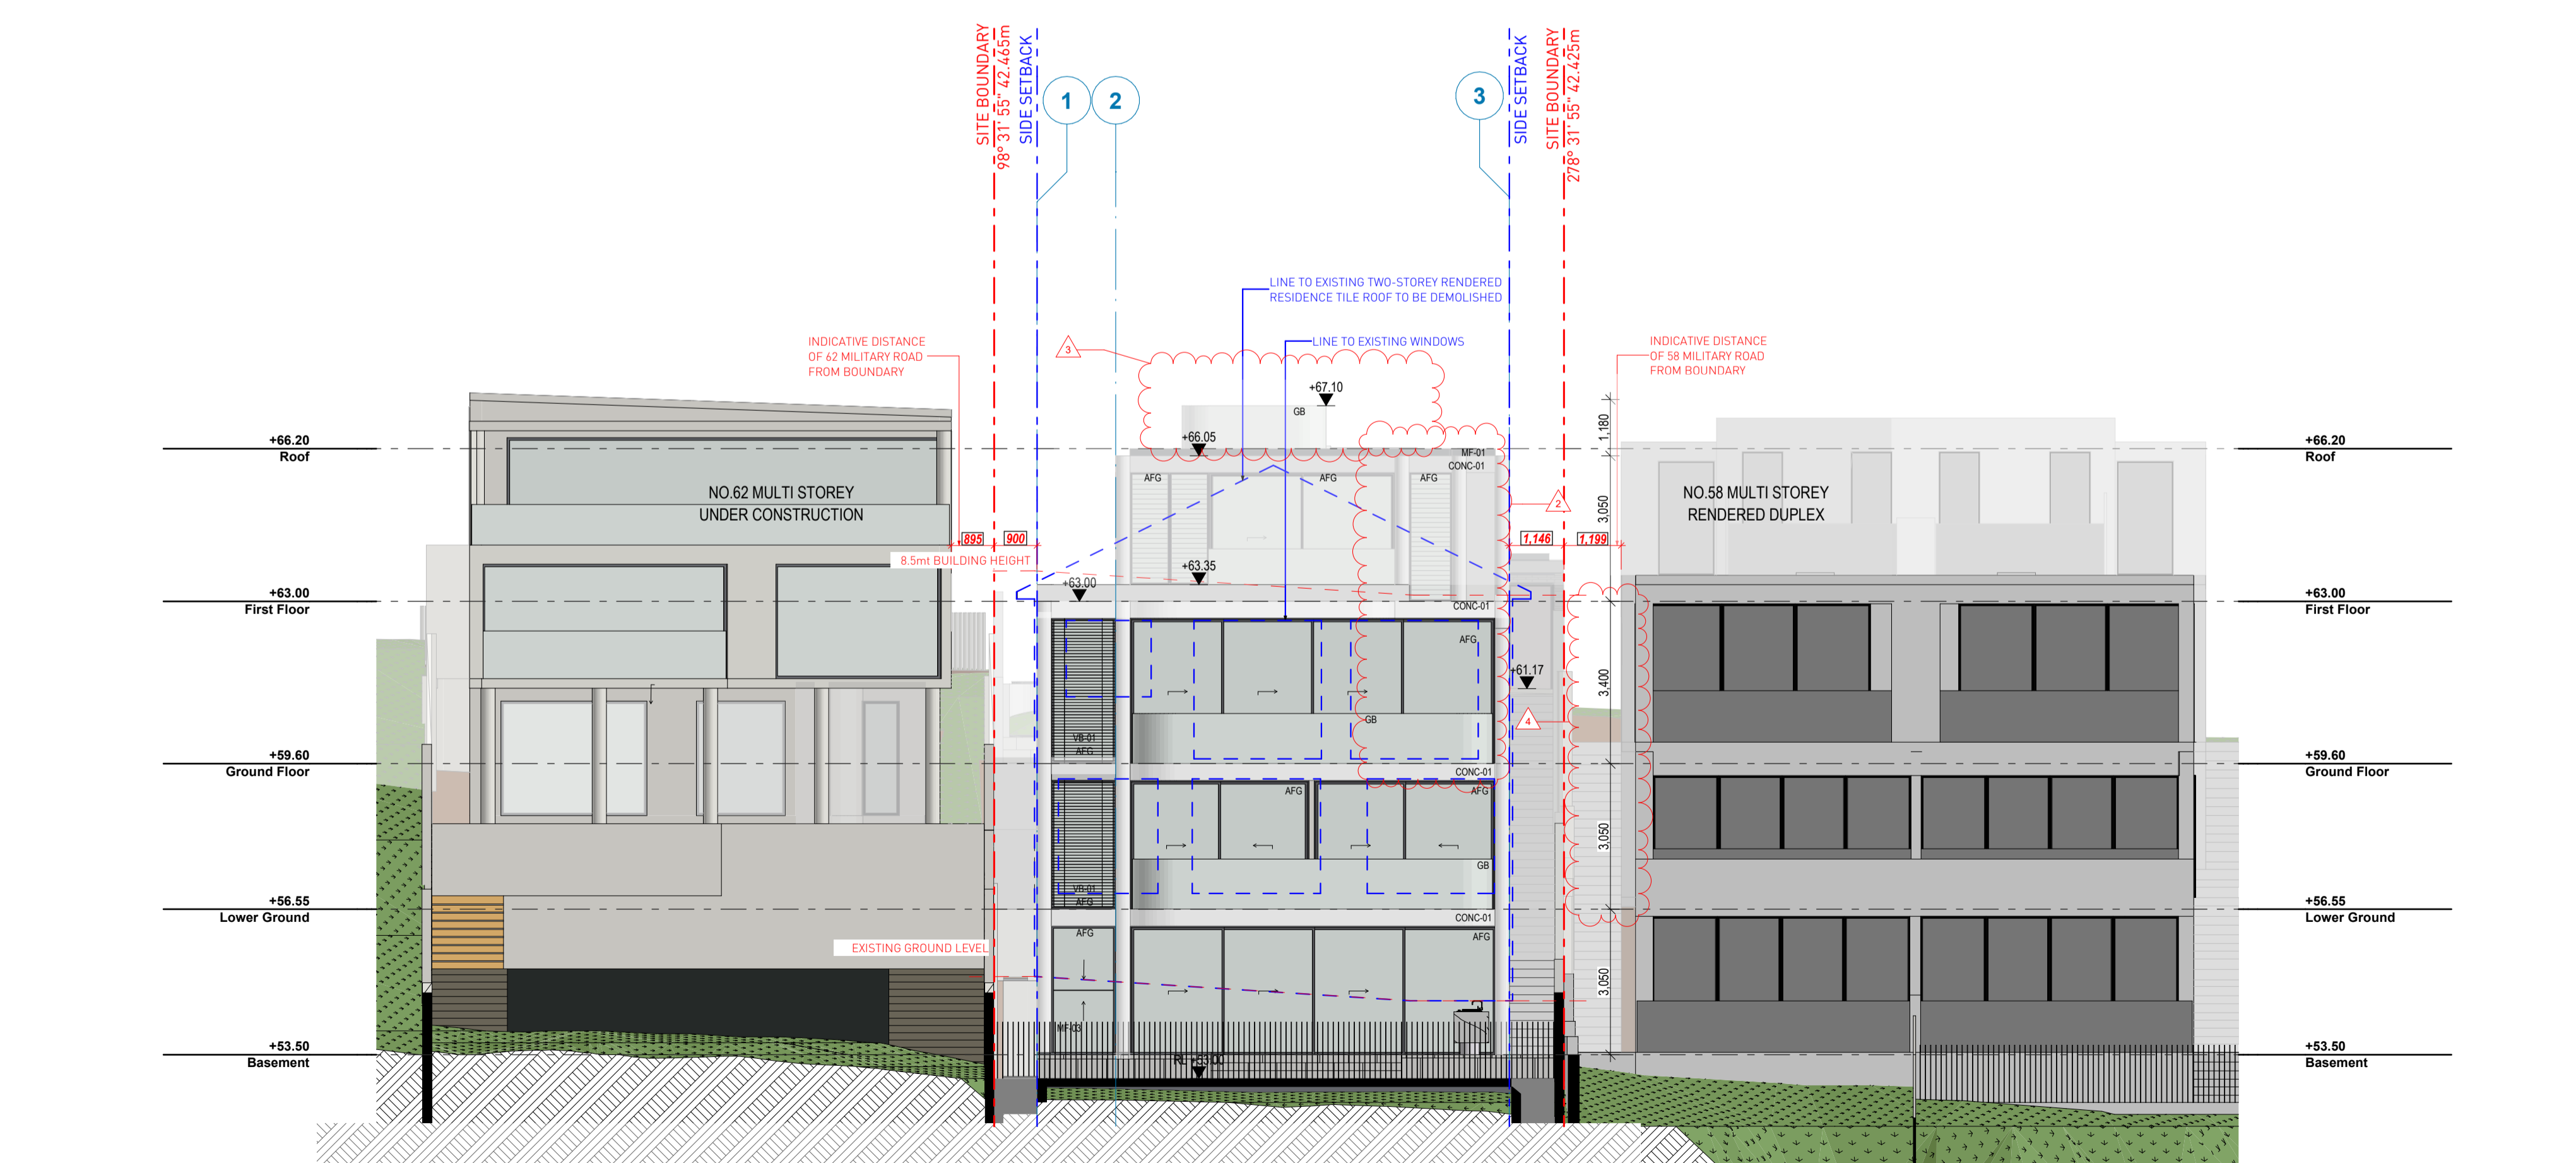 SITE BOUNDARY
98° 31' 55" 42.465m
SIDE SETBACK
1
2
3
SIDE SETBACK
SITE BOUNDARY
278° 31' 55" 42.425m
LINE TO EXISTING TWO-STOREY RENDERED
RESIDENCE TILE ROOF TO BE DEMOLISHED
LINE TO EXISTING WINDOWS
INDICATIVE DISTANCE
OF 62 MILITARY ROAD
FROM BOUNDARY
3
INDICATIVE DISTANCE
OF 58 MILITARY ROAD
FROM BOUNDARY
+67.10
GB
1,180
+66.20
Roof
+66.05
MF-01
CONC-01
+66.20
Roof
AFG
AFG
AFG
NO.62 MULTI STOREY
UNDER CONSTRUCTION
NO.58 MULTI STOREY
RENDERED DUPLEX
2
3,050
895
900
1,146
1,199
8.5mt BUILDING HEIGHT
+63.35
+63.00
+63.00
First Floor
CONC-01
+63.00
First Floor
AFG
+61.17
3,400
GB
4
VB-01
AFG
+59.60
Ground Floor
CONC-01
+59.60
Ground Floor
AFG
AFG
3,050
GB
VB-01
AFG
+56.55
Lower Ground
CONC-01
+56.55
Lower Ground
AFG
AFG
EXISTING GROUND LEVEL
3,050
MF-03
+53.50
Basement
RL +53.00
+53.50
Basement